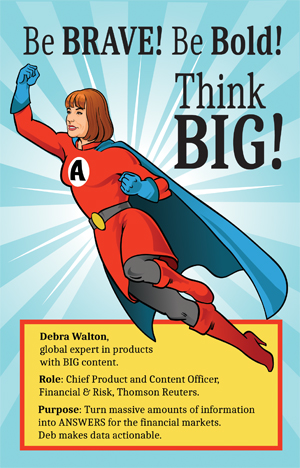 Be BRAVE! Be Bold!
Think
BIG!
A
Debra Walton,
global expert in products
with BIG content.
Role: Chief Product and Content Officer,
Financial & Risk, Thomson Reuters.
Purpose: Turn massive amounts of information
into ANSWERS for the financial markets.
Deb makes data actionable.